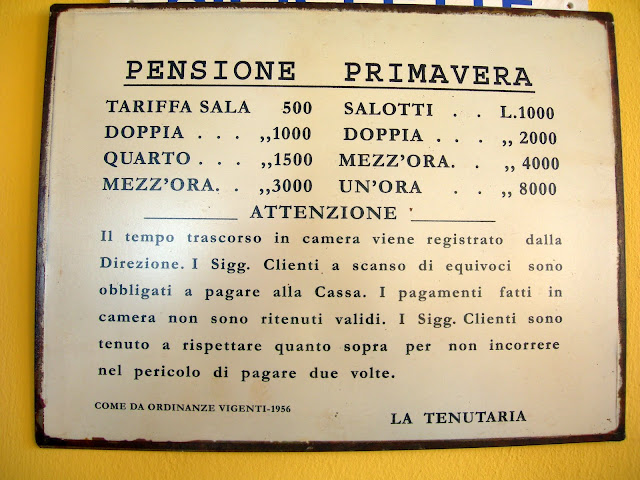 PENSIONE PRIMAVERA
TARIFFA SALA 500 SALOTTI . . L.1000
DOPPIA . . . ,,1000 DOPPIA . . . ,, 2000
QUARTO . . . ,,1500 MEZZ'ORA. . ,, 4000
MEZZ'ORA. . ,,3000 UN'ORA . . ,, 8000
ATTENZIONE
Il tempo trascorso in camera viene registrato dalla
Direzione. I Sigg. Clienti a scanso di equivoci sono
obbligati a pagare alla Cassa. I pagamenti fatti in
camera non sono ritenuti validi. I Sigg. Clienti sono
tenuto a rispettare quanto sopra per non incorrere
nel pericolo di pagare due volte.
COME DA ORDINANZE VIGENTI-1956
LA TENUTARIA